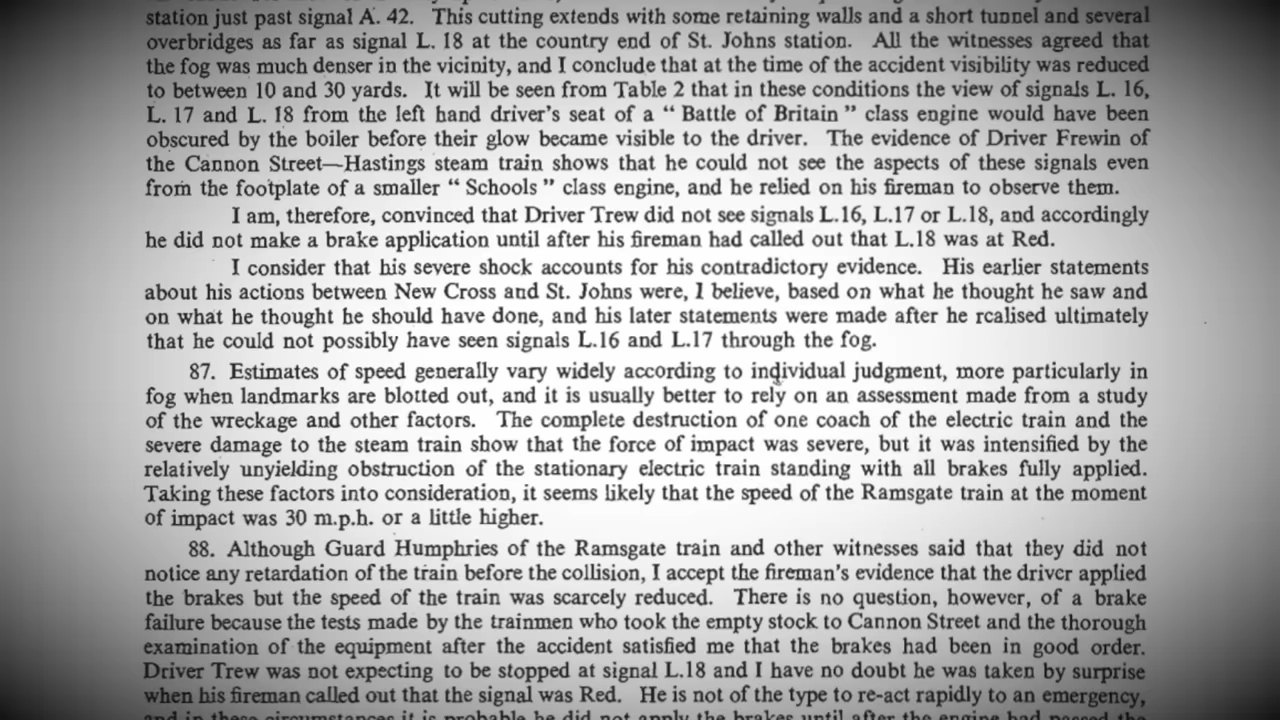 station just past signal A. 42. This cutting extends with some retaining walls and a short tunnel and several
overbridges as far as signal L. 18 at the country end of St. Johns station. All the witnesses agreed that
the fog was much denser in the vicinity, and I conclude that at the time of the accident visibility was reduced
to between 10 and 30 yards. It will be seen from Table 2 that in these conditions the view of signals L. 16,
L. 17 and L. 18 from the left hand driver's seat of a “ Battle of Britain ” class engine would have been
obscured by the boiler before their glow became visible to the driver. The evidence of Driver Frewin of
the Cannon Street—Hastings steam train shows that he could not see the aspects of these signals even
from the footplate of a smaller “ Schools ” class engine, and he relied on his fireman to observe them.
I am, therefore, convinced that Driver Trew did not see signals L.16, L.17 or L.18, and accordingly
he did not make a brake application until after his fireman had called out that L.18 was at Red.
I consider that his severe shock accounts for his contradictory evidence. His earlier statements
about his actions between New Cross and St. Johns were, I believe, based on what he thought he saw and
on what he thought he should have done, and his later statements were made after he realised ultimately
that he could not possibly have seen signals L.16 and L.17 through the fog.
87. Estimates of speed generally vary widely according to individual judgment, more particularly in
fog when landmarks are blotted out, and it is usually better to rely on an assessment made from a study
of the wreckage and other factors. The complete destruction of one coach of the electric train and the
severe damage to the steam train show that the force of impact was severe, but it was intensified by the
relatively unyielding obstruction of the stationary electric train standing with all brakes fully applied.
Taking these factors into consideration, it seems likely that the speed of the Ramsgate train at the moment
of impact was 30 m.p.h. or a little higher.
88. Although Guard Humphries of the Ramsgate train and other witnesses said that they did not
notice any retardation of the train before the collision, I accept the fireman's evidence that the driver applied
the brakes but the speed of the train was scarcely reduced. There is no question, however, of a brake
failure because the tests made by the trainmen who took the empty stock to Cannon Street and the thorough
examination of the equipment after the accident satisfied me that the brakes had been in good order.
Driver Trew was not expecting to be stopped at signal L.18 and I have no doubt he was taken by surprise
when his fireman called out that the signal was Red. He is not of the type to re-act rapidly to an emergency,
and in these circumstances it is probable he did not apply the brakes until after the engine had passed the